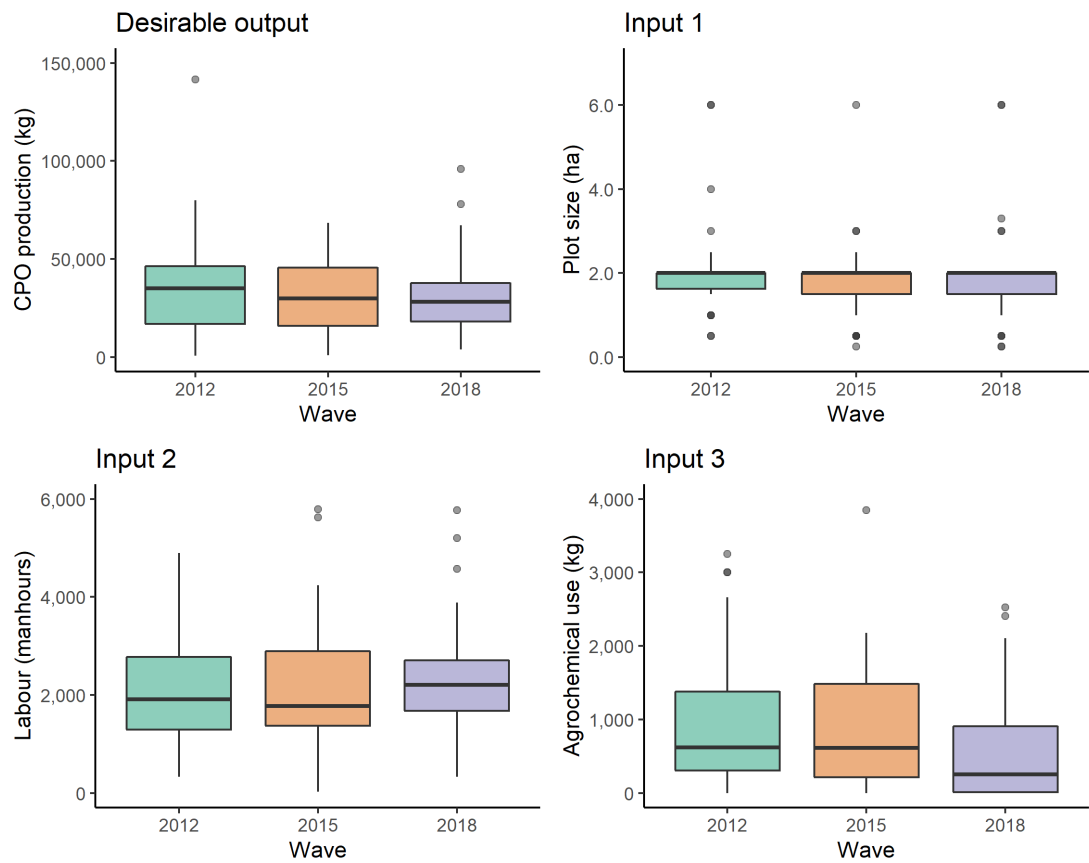 Desirable output
CPO production (kg)
150,000
100,000
50,000
0
2012 2015 2018
Wave
Input 1
Plot size (ha)
6.0
4.0
2.0
0.0
2012 2015 2018
Wave
Input 2
Labour (manhours)
6,000
4,000
2,000
0
2012 2015 2018
Wave
Input 3
Agrochemical use (kg)
4,000
3,000
2,000
1,000
0
2012 2015 2018
Wave